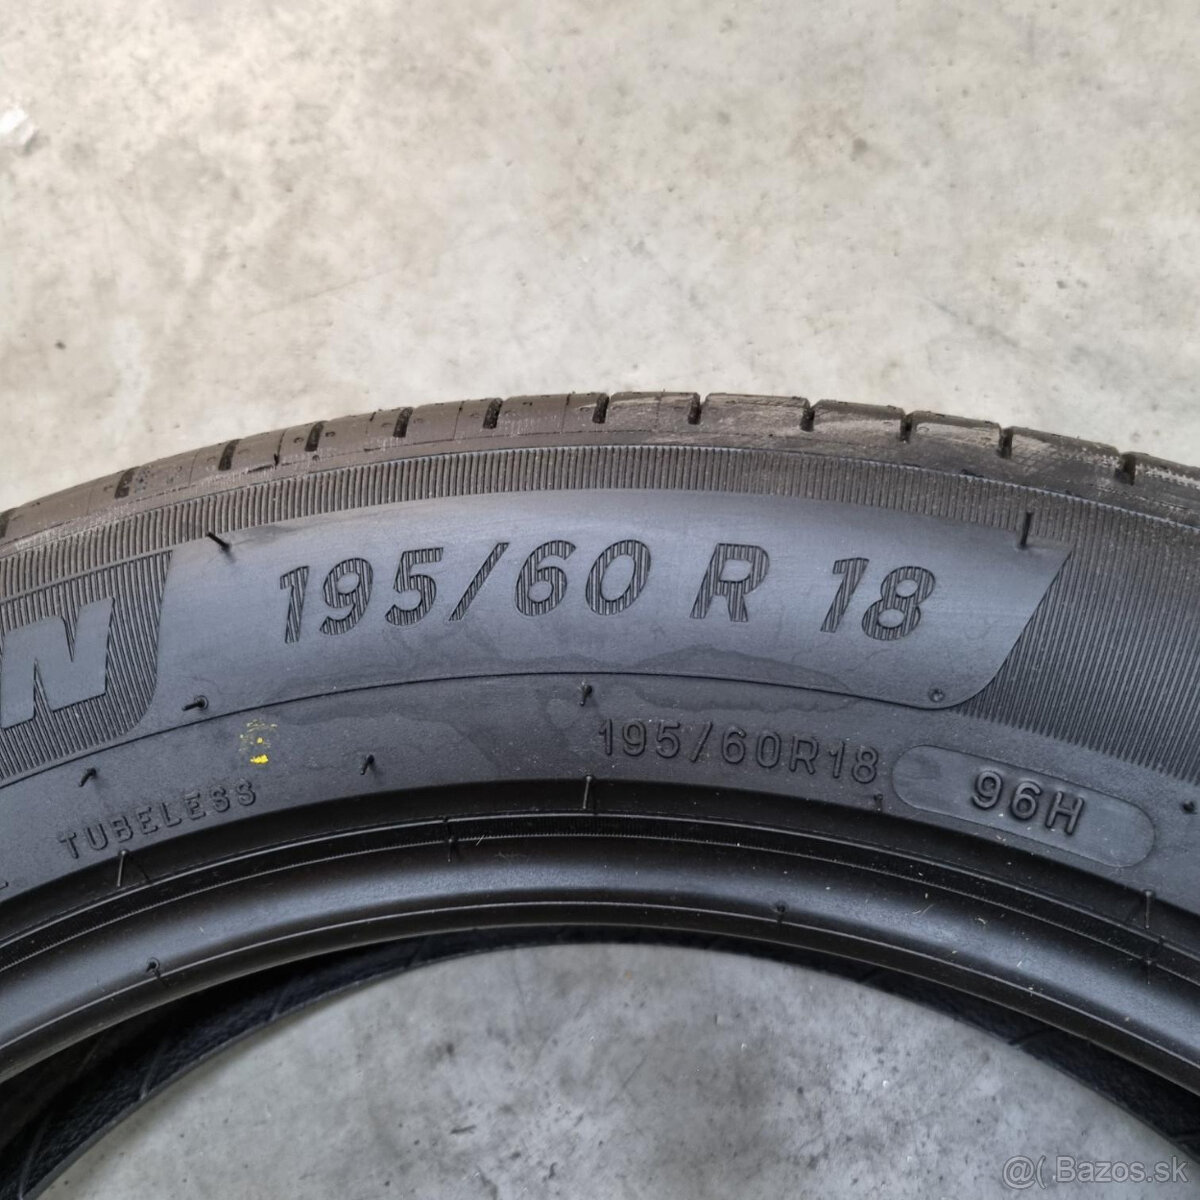 N
195/60 R 18
195/60R18
96H
TUBELESS
@( Bazos.sk